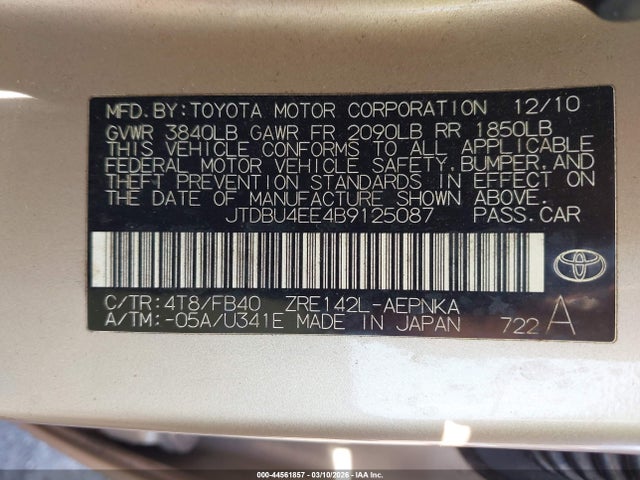 MFD.BY:TOYOTA MOTOR CORPORATION 12/10
GVWR 3840LB GAWR FR 2090LB RR 1850LB
THIS VEHICLE CONFORMS TO ALL APPLICABLE
FEDERAL MOTOR VEHICLE SAFETY,BUMPER,AND
THEFT PREVENTION STANDARDS IN EFFECT ON
THE DATE OF MANUFACTURE SHOWN ABOVE.
JTDBU4EE4B9125087 PASS.CAR
C/TR:4T8/FB40 ZRE142L-AEPNKA
A/TM:-05A/U341E MADE IN JAPAN 722 A
000-44561857 - 03/10/2026 - IAA Inc.